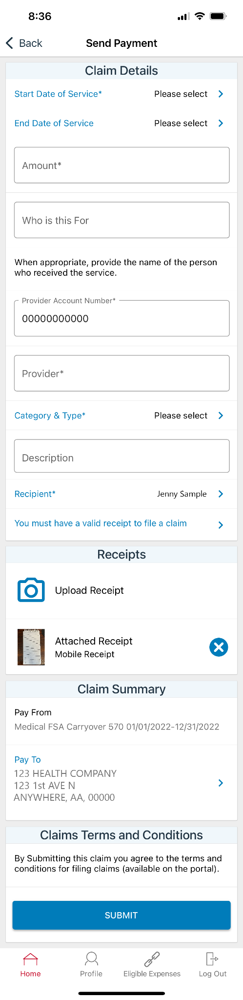 8:36
Back
Send Payment
Claim Details
Start Date of Service* Please select
End Date of Service Please select
Amount*
Who is this For
When appropriate, provide the name of the person
who received the service.
Provider Account Number*
00000000000
Provider*
Category & Type* Please select
Description
Recipient* Jenny Sample
You must have a valid receipt to file a claim
Receipts
Upload Receipt
Attached Receipt
Mobile Receipt
Claim Summary
Pay From
Medical FSA Carryover 570 01/01/2022-12/31/2022
Pay To
123 HEALTH COMPANY
123 1st AVE N
ANYWHERE, AA, 00000
Claims Terms and Conditions
By Submitting this claim you agree to the terms and
conditions for filing claims (available on the portal).
SUBMIT
Home Profile Eligible Expenses Log Out